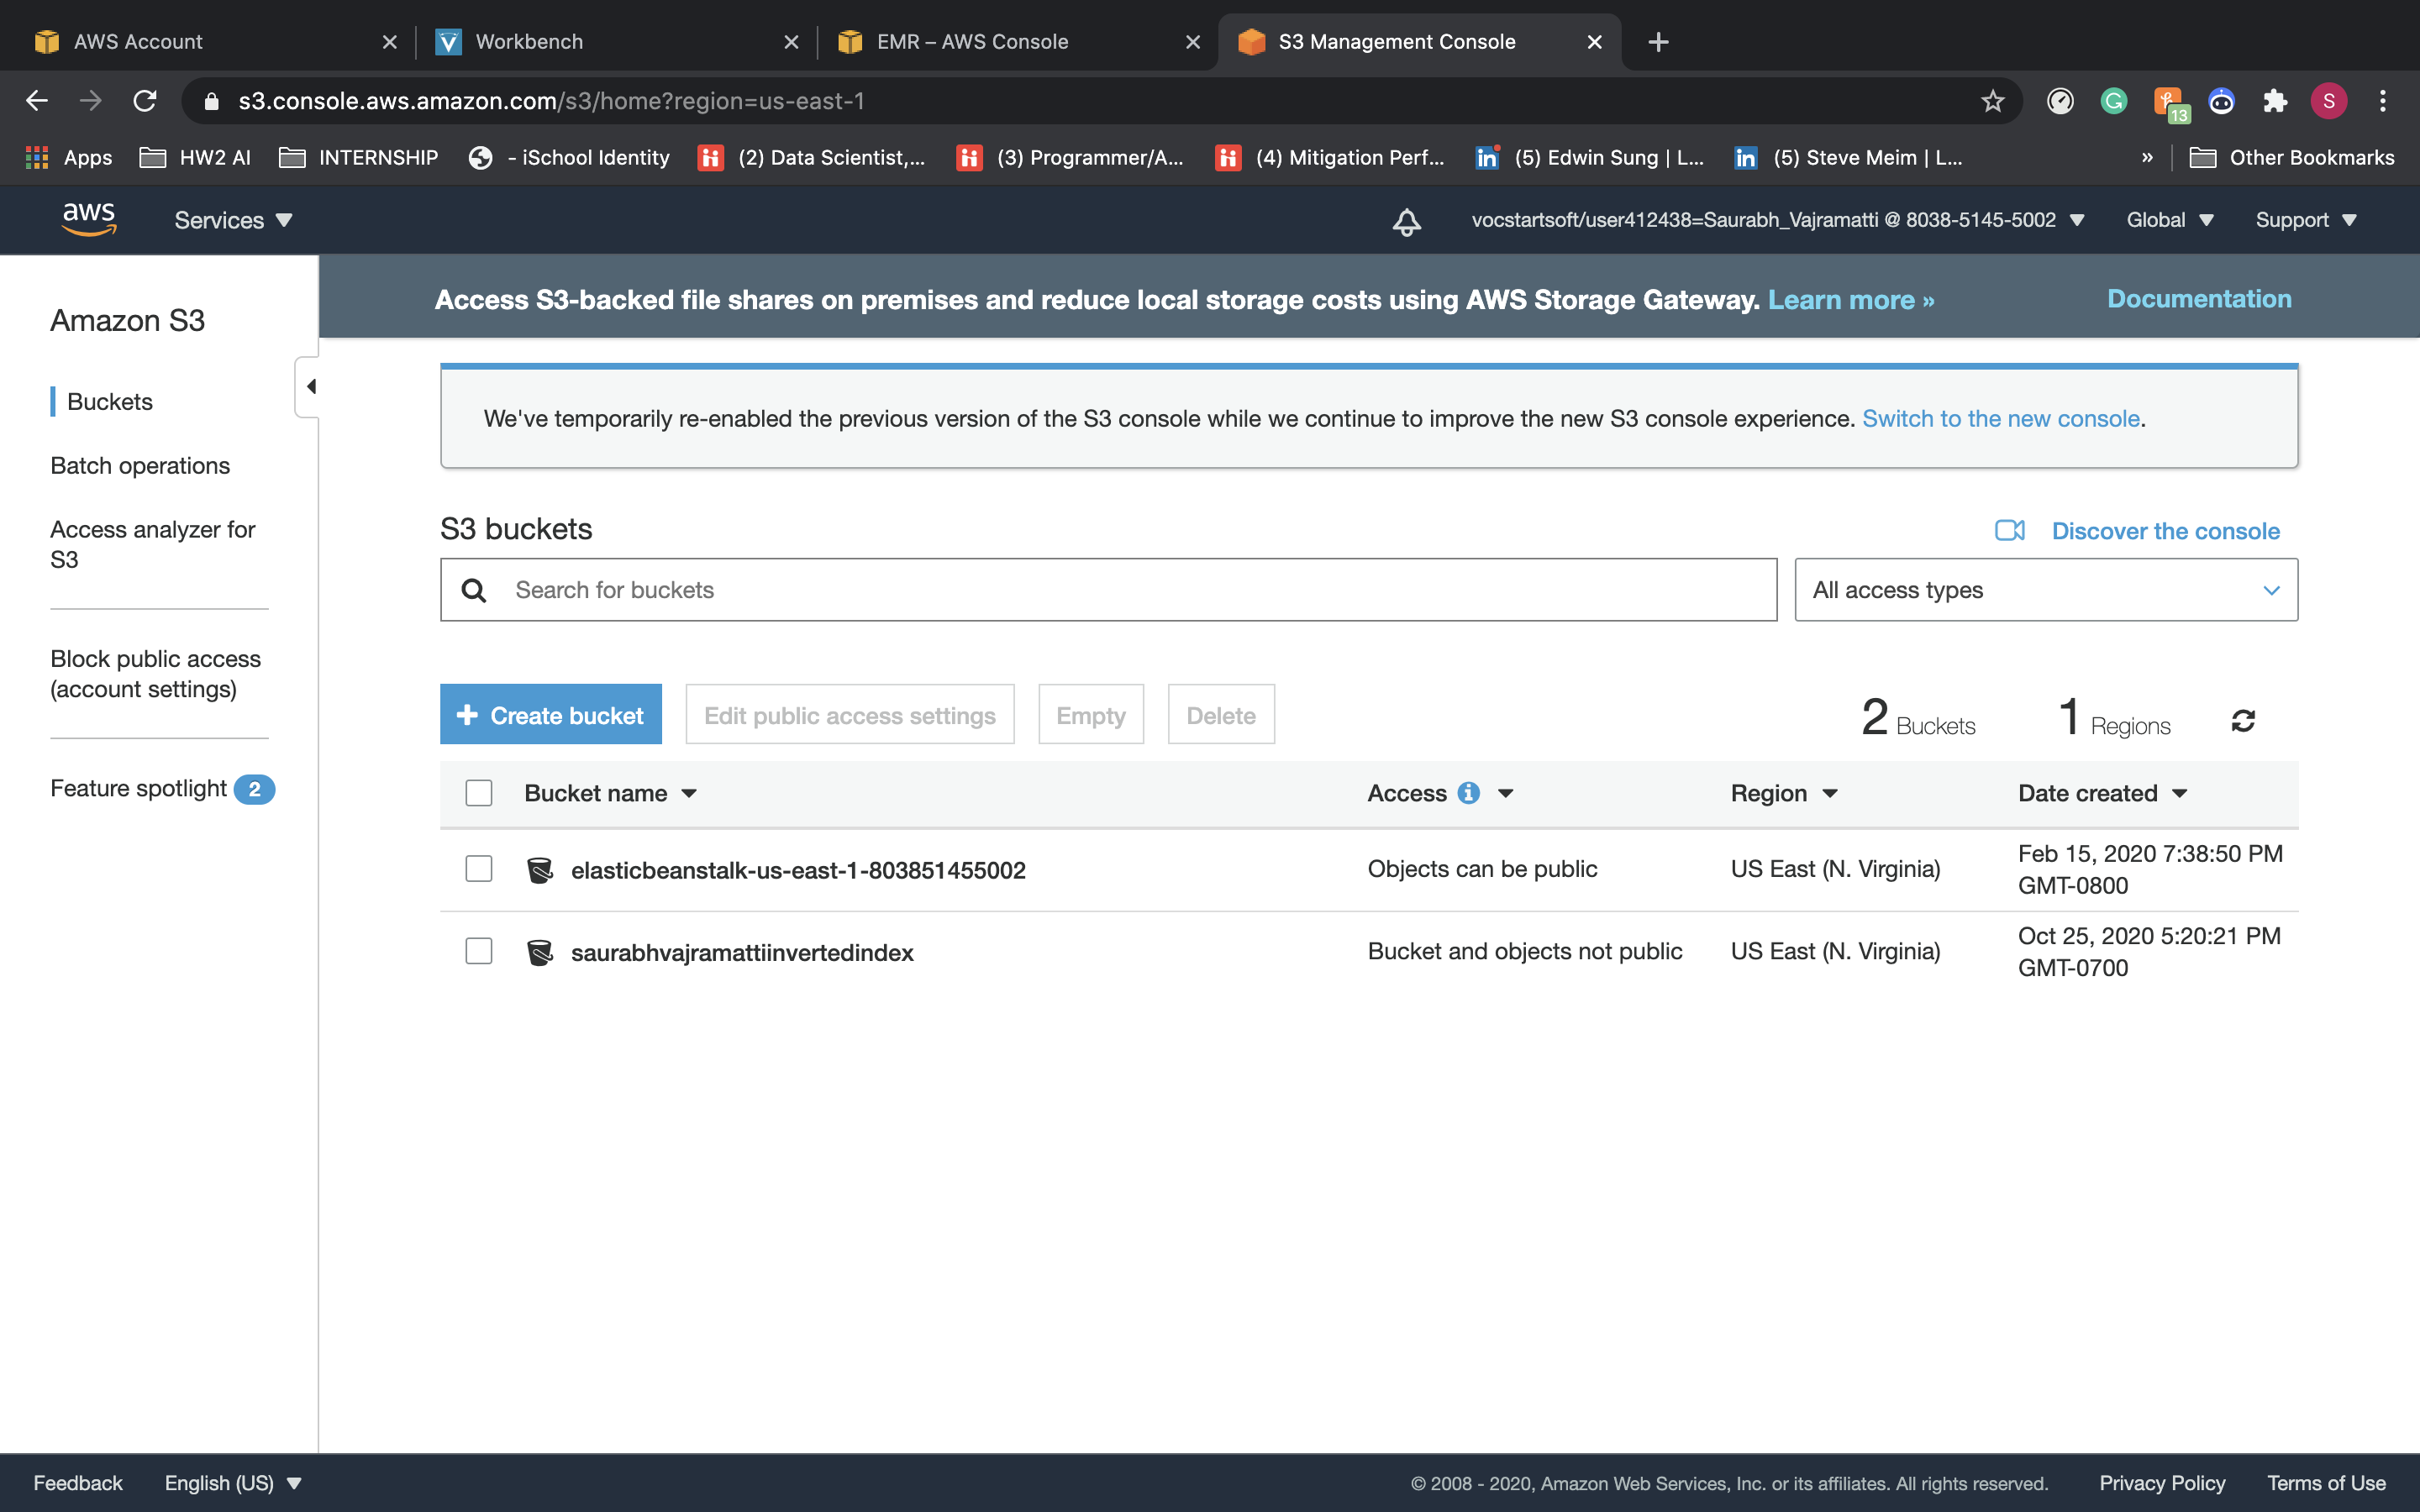 AWS Account
Workbench
EMR – AWS Console
S3 Management Console
s3.console.aws.amazon.com/s3/home?region=us-east-1
13
S
Apps
HW2 AI
INTERNSHIP
- iSchool Identity
(2) Data Scientist,...
(3) Programmer/A...
(4) Mitigation Perf...
(5) Edwin Sung | L...
(5) Steve Meim | L...
»
Other Bookmarks
aws
Services
vocstartsoft/user412438=Saurabh_Vajramatti @ 8038-5145-5002
Global
Support
Amazon S3
Buckets
Batch operations
Access analyzer for
S3
Block public access
(account settings)
Feature spotlight 2
Access S3-backed file shares on premises and reduce local storage costs using AWS Storage Gateway. Learn more »
Documentation
We've temporarily re-enabled the previous version of the S3 console while we continue to improve the new S3 console experience. Switch to the new console.
S3 buckets
Discover the console
Search for buckets
All access types
+ Create bucket
Edit public access settings
Empty
Delete
2 Buckets
1 Regions
Bucket name
Access
Region
Date created
elasticbeanstalk-us-east-1-803851455002
Objects can be public
US East (N. Virginia)
Feb 15, 2020 7:38:50 PM
GMT-0800
saurabhvajramattiinvertedindex
Bucket and objects not public
US East (N. Virginia)
Oct 25, 2020 5:20:21 PM
GMT-0700
Feedback
English (US)
© 2008 - 2020, Amazon Web Services, Inc. or its affiliates. All rights reserved.
Privacy Policy
Terms of Use